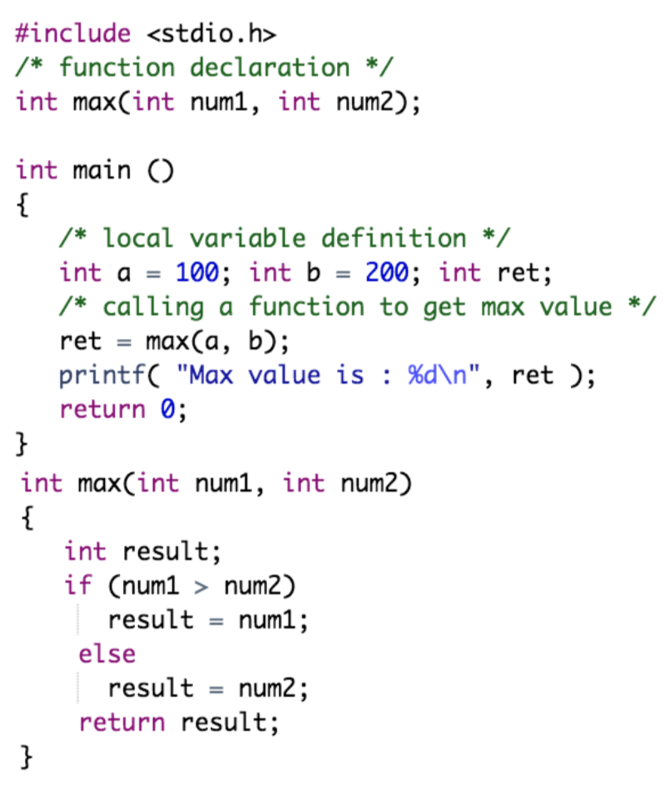 #include <stdio.h>
/* function declaration */
int max(int num1, int num2);
int main ()
{
/* local variable definition */
int a = 100; int b = 200; int ret;
/* calling a function to get max value */
ret = max(a, b);
printf( "Max value is : %d\n", ret );
return 0;
}
int max(int num1, int num2)
{
int result;
if (num1 > num2)
result = num1;
else
result = num2;
return result;
}